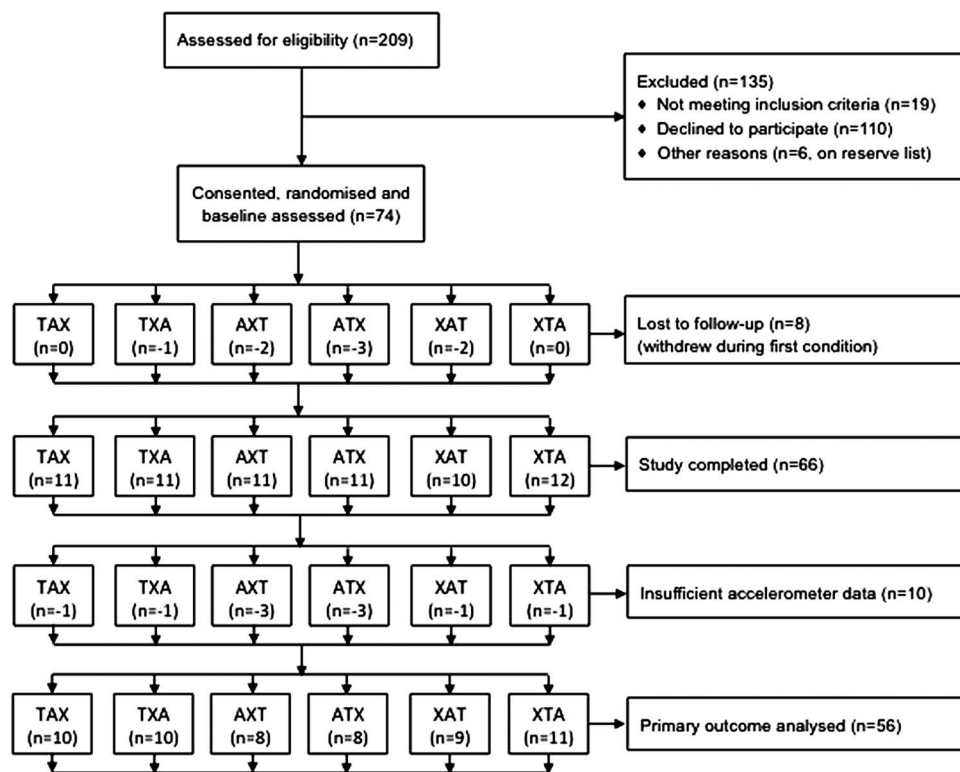 Assessed for eligibility (n=209)
Excluded (n=135)
♦ Not meeting inclusion criteria (n=19)
♦ Declined to participate (n=110)
♦ Other reasons (n=6, on reserve list)
Consented, randomised and
baseline assessed (n=74)
TAX
(n=0)
TXA
(n=-1)
AXT
(n=-2)
ATX
(n=-3)
XAT
(n=-2)
XTA
(n=0)
Lost to follow-up (n=8)
(withdrew during first condition)
TAX
(n=11)
TXA
(n=11)
AXT
(n=11)
ATX
(n=11)
XAT
(n=10)
XTA
(n=12)
Study completed (n=66)
TAX
(n=-1)
TXA
(n=-1)
AXT
(n=-3)
ATX
(n=-3)
XAT
(n=-1)
XTA
(n=-1)
Insufficient accelerometer data (n=10)
TAX
(n=10)
TXA
(n=10)
AXT
(n=8)
ATX
(n=8)
XAT
(n=9)
XTA
(n=11)
Primary outcome analysed (n=56)